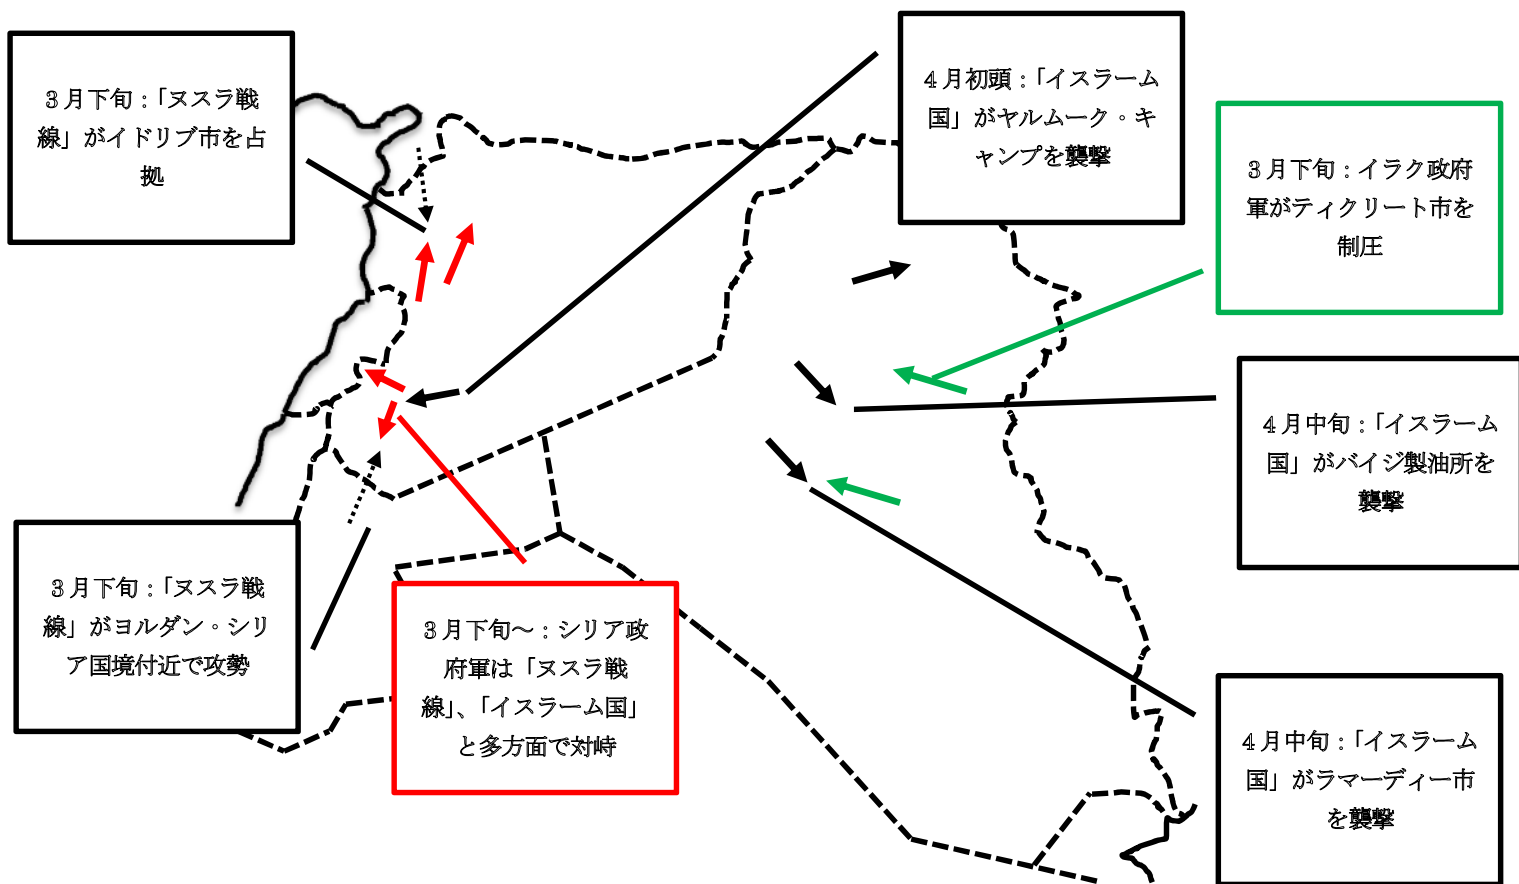 3月下旬：「ヌスラ戦
線」がイドリブ市を占
拠
4月初頭：「イスラーム
国」がヤルムーク・キ
ャンプを襲撃
3月下旬：イラク政府
軍がティクリート市を
制圧
4月中旬：「イスラーム
国」がバイジ製油所を
襲撃
3月下旬：「ヌスラ戦
線」がヨルダン・シリ
ア国境付近で攻勢
3月下旬～：シリア政
府軍は「ヌスラ戦
線」、「イスラーム国」
と多方面で対峙
4月中旬：「イスラーム
国」がラマーディー市
を襲撃